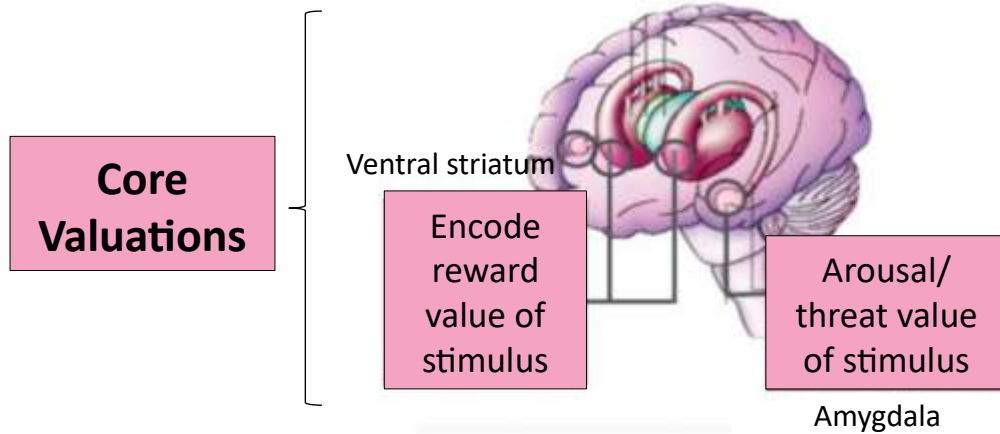 Core
Valuations
Ventral striatum
Encode
reward
value of
stimulus
Arousal/
threat value
of stimulus
Amygdala